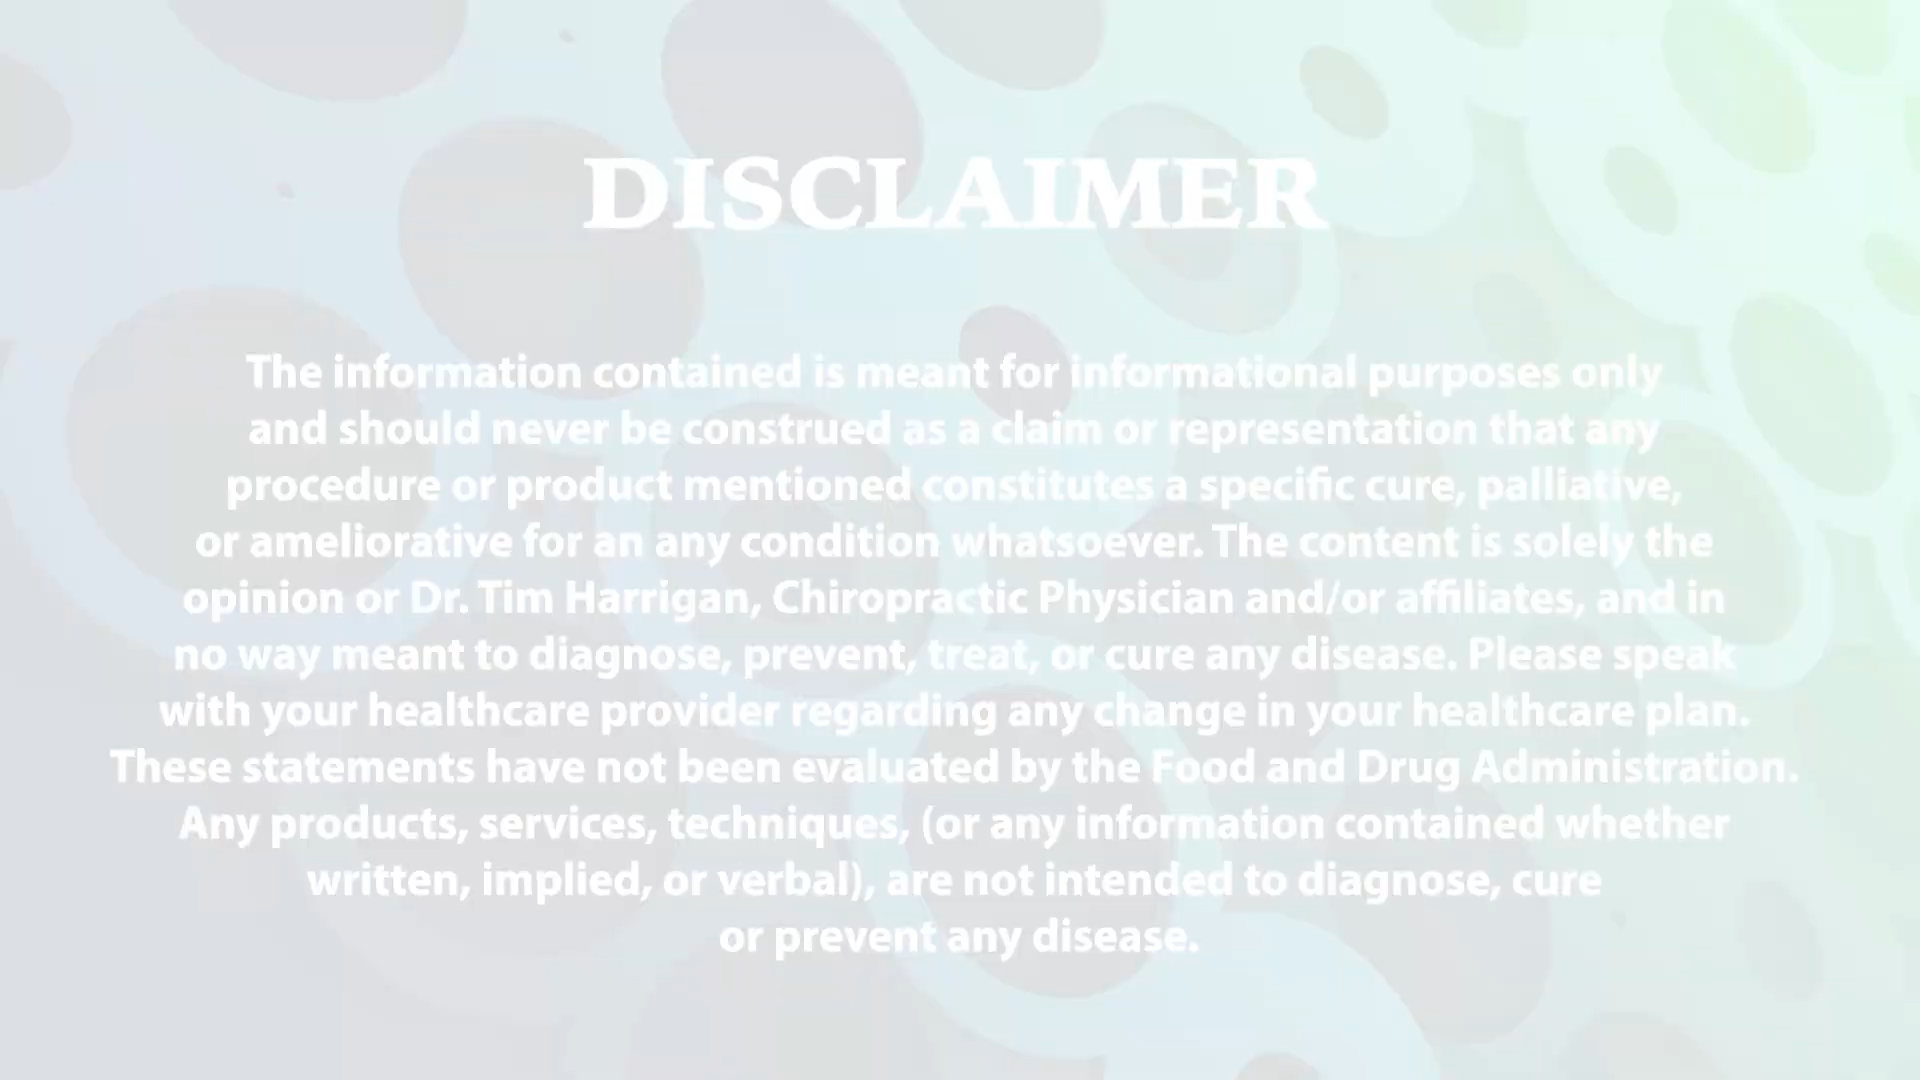 DISCLAIMER
The information contained is meant for informational purposes only
and should never be construed as a claim or representation that any
procedure or product mentioned constitutes a specific cure, palliative,
or ameliorative for an any condition whatsoever. The content is solely the
opinion or Dr. Tim Harrigan, Chiropractic Physician and/or affiliates, and in
no way meant to diagnose, prevent, treat, or cure any disease. Please speak
with your healthcare provider regarding any change in your healthcare plan.
These statements have not been evaluated by the Food and Drug Administration.
Any products, services, techniques, (or any information contained whether
written, implied, or verbal), are not intended to diagnose, cure
or prevent any disease.